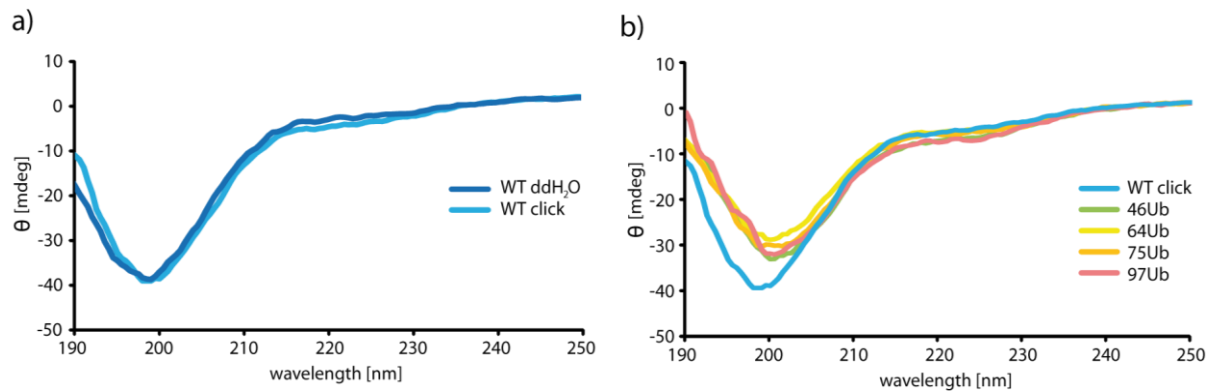 a)
10
0
-10
-20
-30
-40
-50
θ [mdeg]
190 200 210 220 230 240 250
wavelength [nm]
WT ddH₂O
WT click
b)
10
0
-10
-20
-30
-40
-50
θ [mdeg]
190 200 210 220 230 240 250
wavelength [nm]
WT click
46Ub
64Ub
75Ub
97Ub